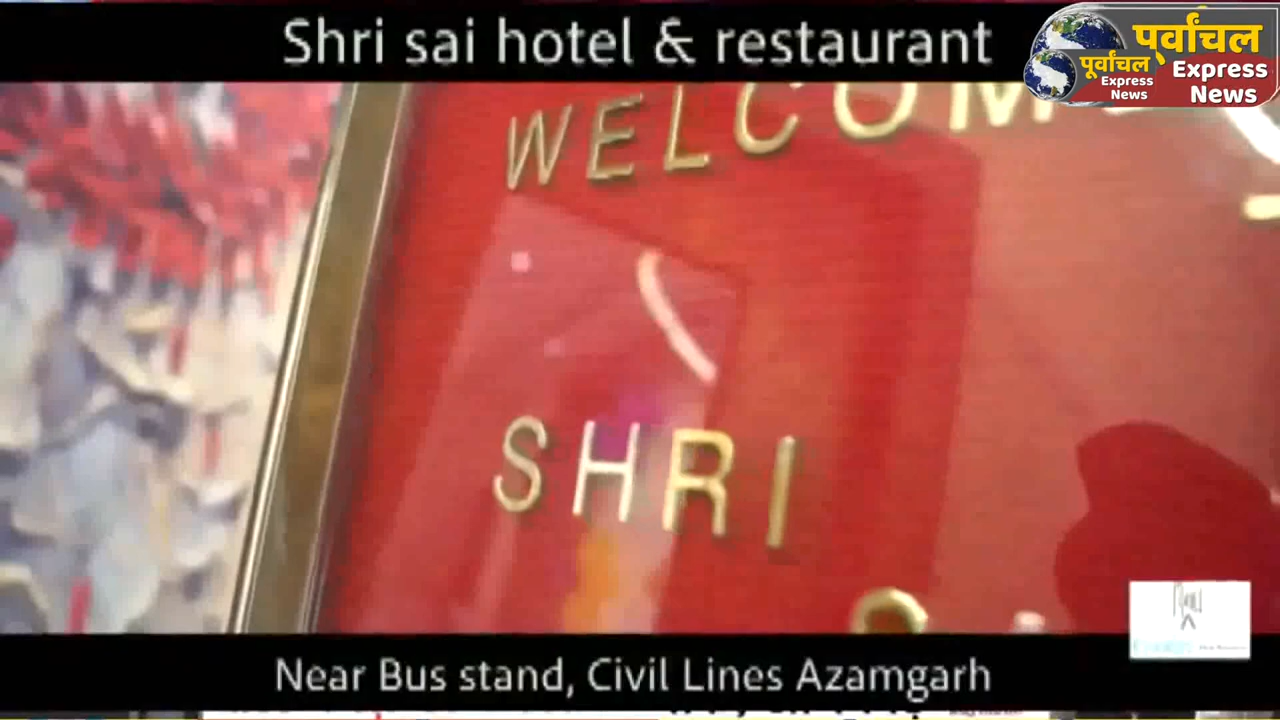 Shri sai hotel & restaurant
पूर्वांचल
Express
News
पूर्वांचल
Express
News
WELCOM
SHRI
Near Bus stand, Civil Lines Azamgarh